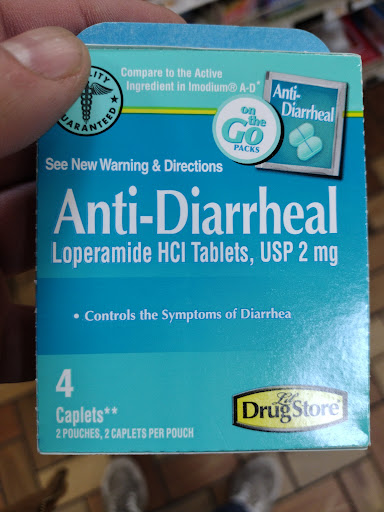 QUALITY
GUARANTEED
Compare to the Active
Ingredient in Imodium® A-D*
Anti-
Diarrheal
on
the
GO
PACKS
See New Warning & Directions
Anti-Diarrheal
Loperamide HCl Tablets, USP 2 mg
• Controls the Symptoms of Diarrhea
4
Caplets**
2 POUCHES, 2 CAPLETS PER POUCH
Lil'
DrugStore®